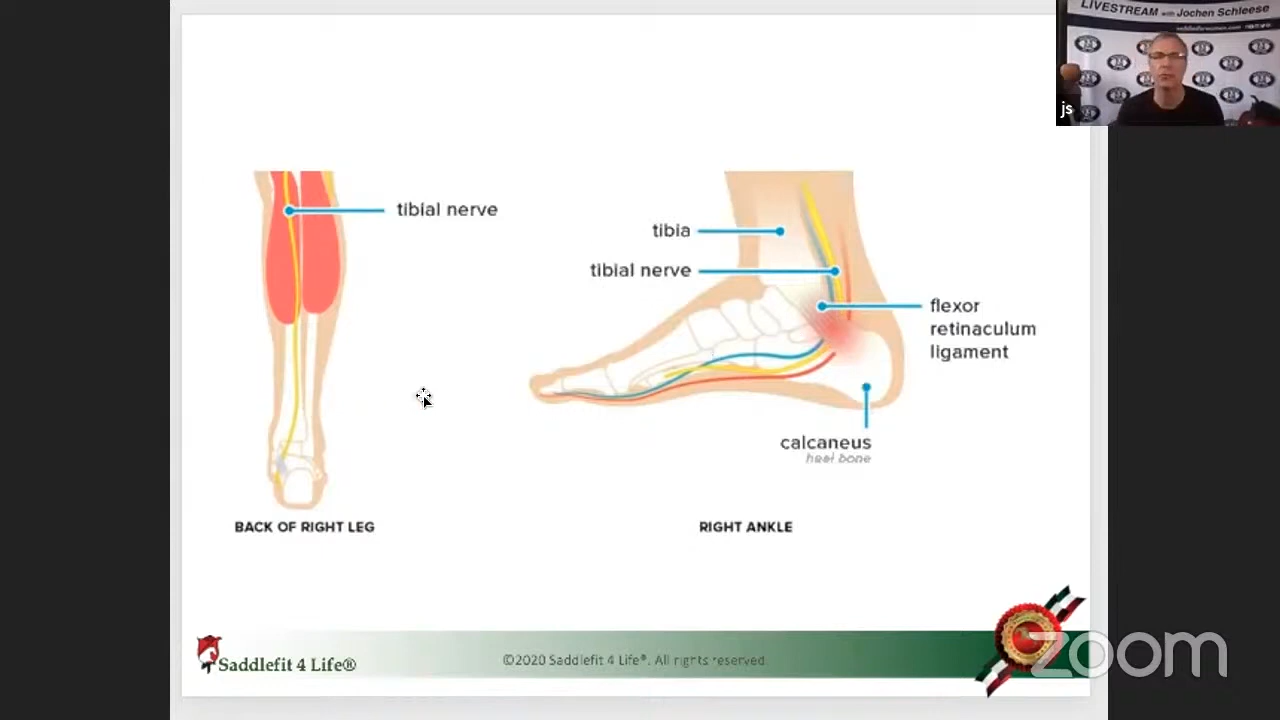 LIVESTREAM with Jochen Schleese
js
tibial nerve
tibia
tibial nerve
flexor
retinaculum
ligament
calcaneus
heel bone
BACK OF RIGHT LEG
RIGHT ANKLE
Saddlefit 4 Life®
©2020 Saddlefit 4 Life®. All rights reserved.
zoom